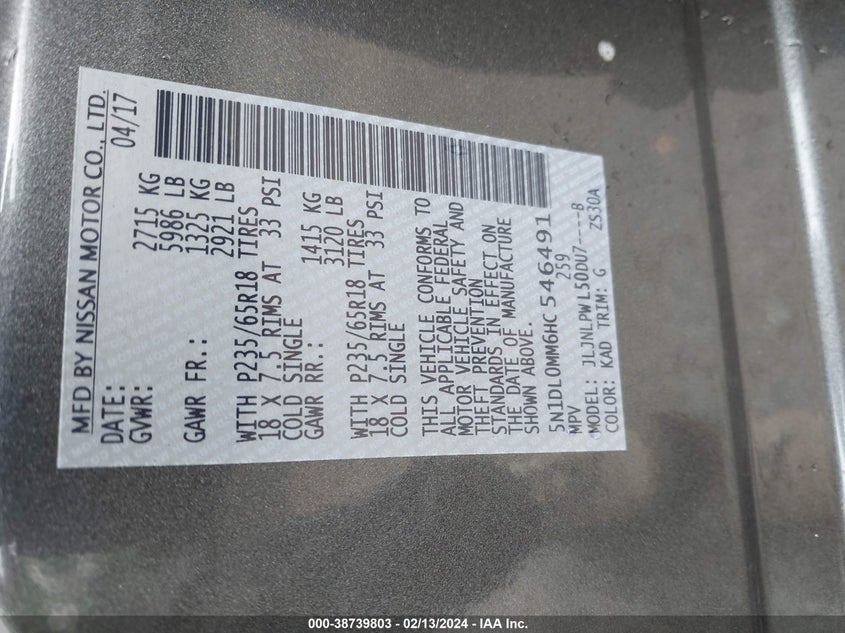 MFD BY NISSAN MOTOR CO., LTD.
DATE: 04/17
GVWR: 2715 KG
5986 LB
GAWR FR.: 1325 KG
2921 LB
WITH P235/65R18 TIRES
18 X 7.5 RIMS AT 33 PSI
COLD SINGLE
GAWR RR.: 1415 KG
3120 LB
WITH P235/65R18 TIRES
18 X 7.5 RIMS AT 33 PSI
COLD SINGLE
THIS VEHICLE CONFORMS TO
ALL APPLICABLE FEDERAL
MOTOR VEHICLE SAFETY AND
THEFT PREVENTION
STANDARDS IN EFFECT ON
THE DATE OF MANUFACTURE
SHOWN ABOVE.
5N1DL0MM6HC546491
MPV 259
MODEL: JLJNLPWL50DU7----B
COLOR: KAD TRIM: G ZS30A
000-38739803 - 02/13/2024 - IAA Inc.